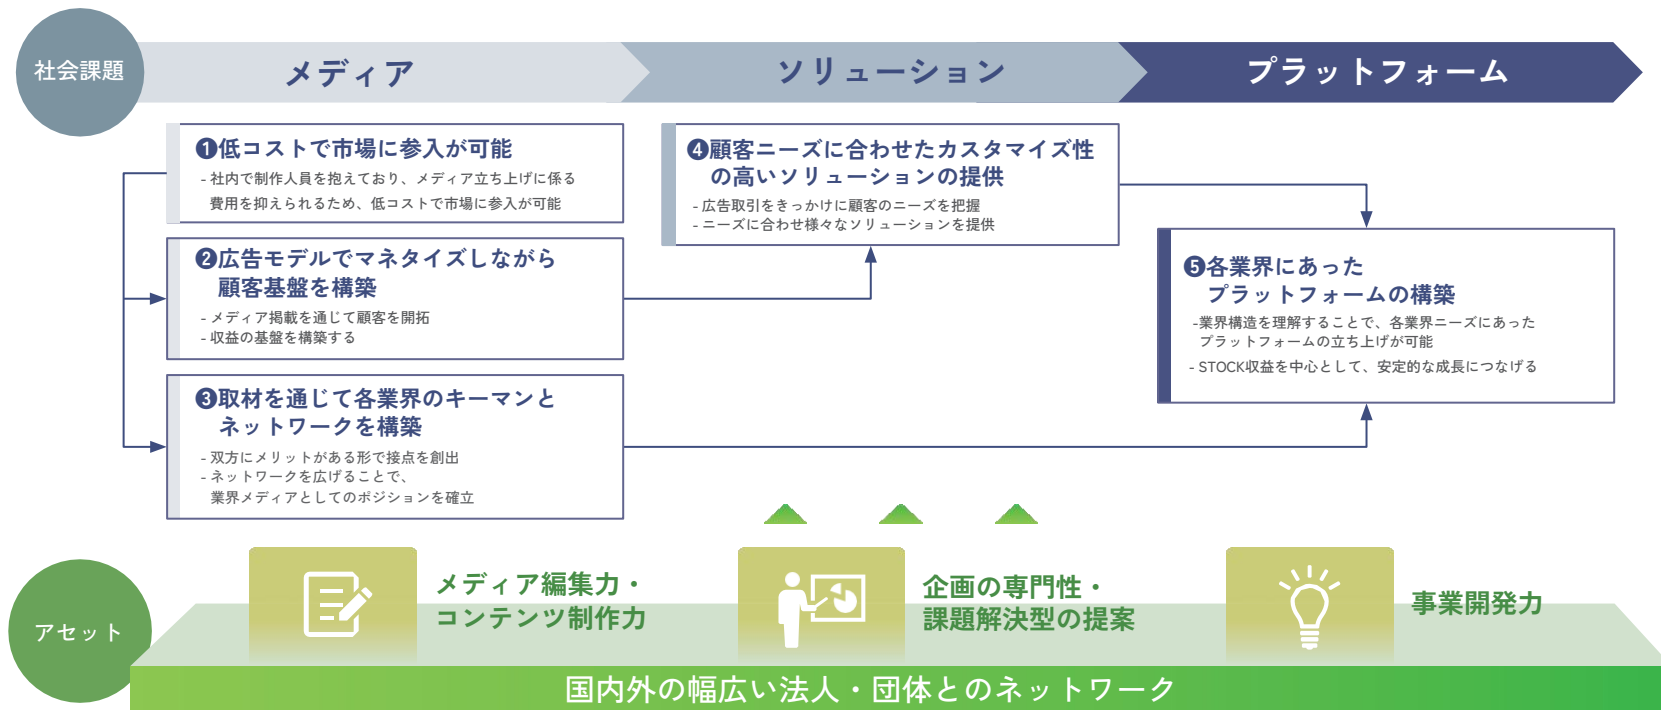 社会課題
メディア
ソリューション
プラットフォーム
❶低コストで市場に参入が可能
- 社内で制作人員を抱えており、メディア立ち上げに係る
費用を抑えられるため、低コストで市場に参入が可能
❷広告モデルでマネタイズしながら
顧客基盤を構築
- メディア掲載を通じて顧客を開拓
- 収益の基盤を構築する
❸取材を通じて各業界のキーマンと
ネットワークを構築
- 双方にメリットがある形で接点を創出
- ネットワークを広げることで、
業界メディアとしてのポジションを確立
❹顧客ニーズに合わせたカスタマイズ性
の高いソリューションの提供
- 広告取引をきっかけに顧客のニーズを把握
- ニーズに合わせ様々なソリューションを提供
❺各業界にあった
プラットフォームの構築
-業界構造を理解することで、各業界ニーズにあった
プラットフォームの立ち上げが可能
- STOCK収益を中心として、安定的な成長につなげる
アセット
メディア編集力・
コンテンツ制作力
企画の専門性・
課題解決型の提案
事業開発力
国内外の幅広い法人・団体とのネットワーク